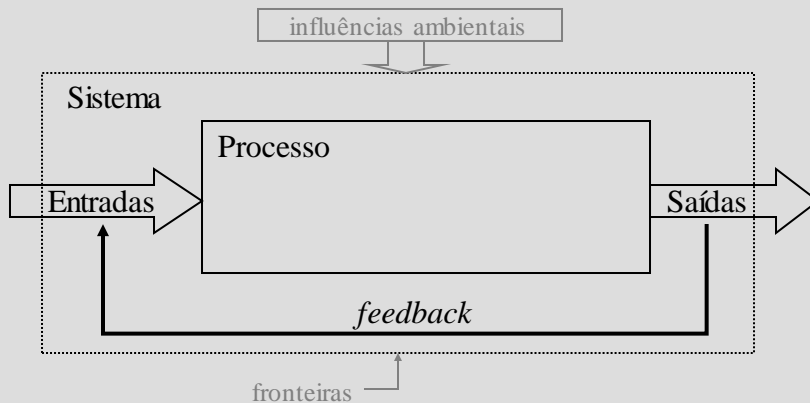 influências ambientais
Sistema
Processo
Entradas
Saídas
feedback
fronteiras